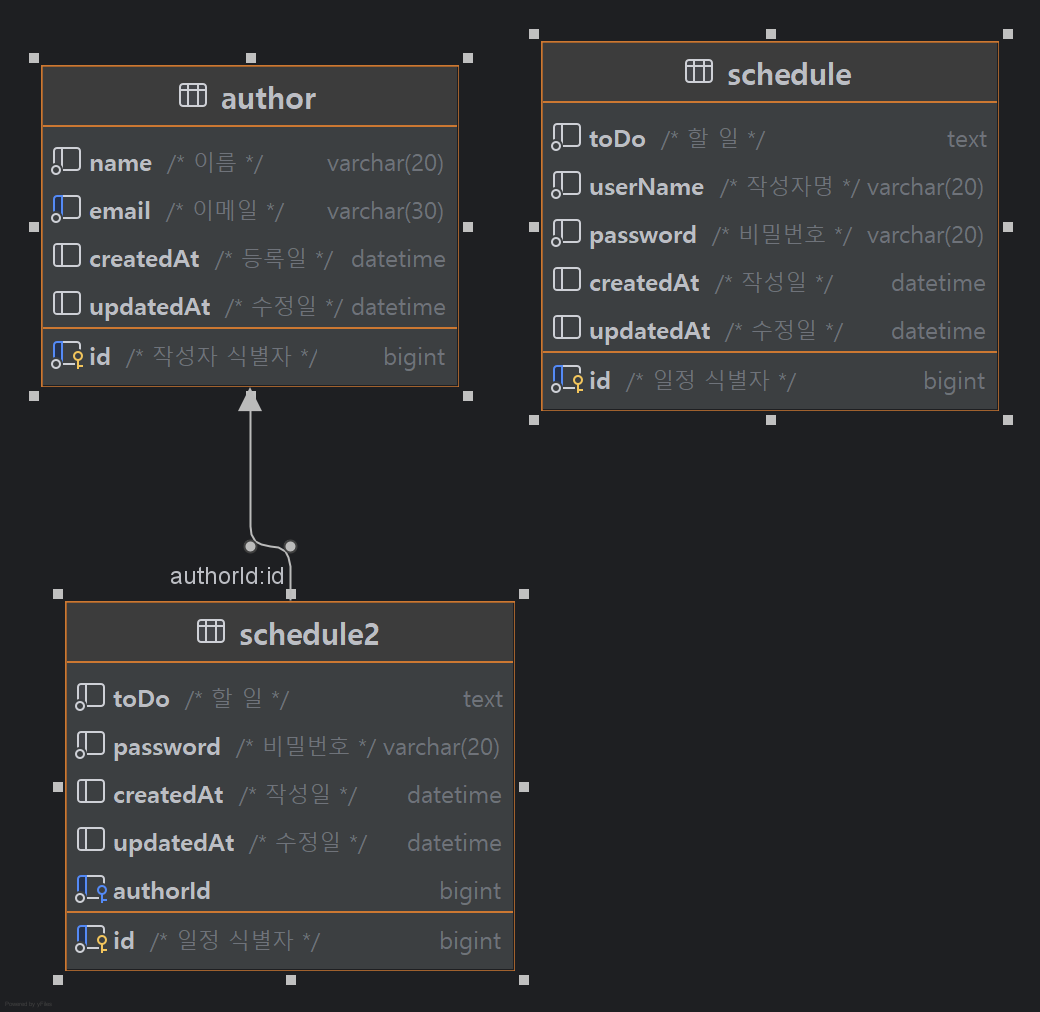 author
name /* 이름 */ varchar(20)
email /* 이메일 */ varchar(30)
createdAt /* 등록일 */ datetime
updatedAt /* 수정일 */ datetime
id /* 작성자 식별자 */ bigint
schedule
toDo /* 할 일 */ text
userName /* 작성자명 */ varchar(20)
password /* 비밀번호 */ varchar(20)
createdAt /* 작성일 */ datetime
updatedAt /* 수정일 */ datetime
id /* 일정 식별자 */ bigint
authorId:id
schedule2
toDo /* 할 일 */ text
password /* 비밀번호 */ varchar(20)
createdAt /* 작성일 */ datetime
updatedAt /* 수정일 */ datetime
authorId bigint
id /* 일정 식별자 */ bigint
Powered by yFiles